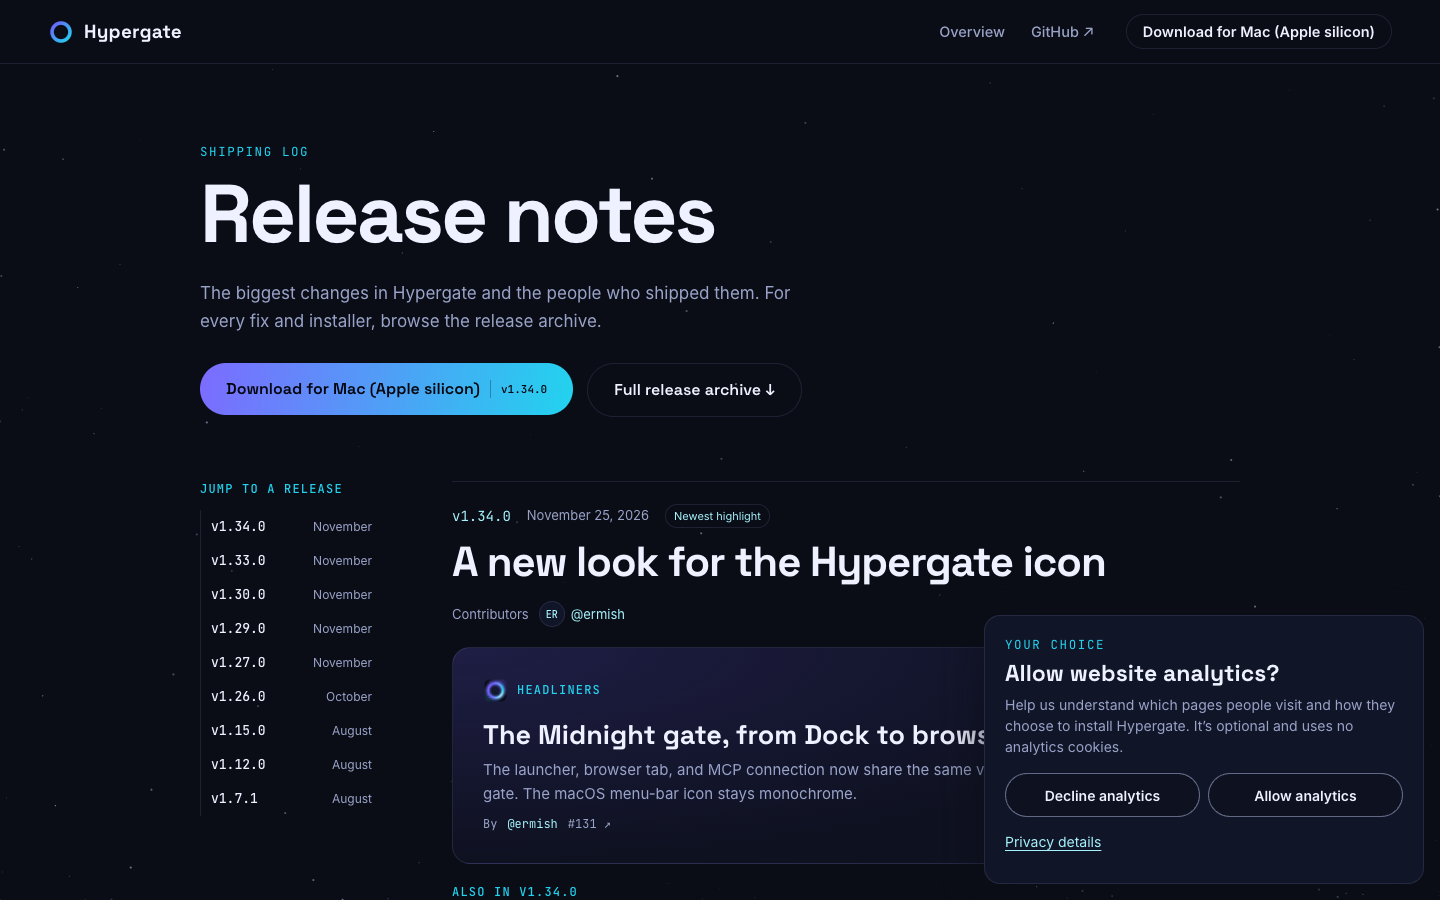 Hypergate
Overview
GitHub ↗
Download for Mac (Apple silicon)
SHIPPING LOG
Release notes
The biggest changes in Hypergate and the people who shipped them. For
every fix and installer, browse the release archive.
Download for Mac (Apple silicon) v1.34.0
Full release archive ↓
JUMP TO A RELEASE
v1.34.0 November
v1.33.0 November
v1.30.0 November
v1.29.0 November
v1.27.0 November
v1.26.0 October
v1.15.0 August
v1.12.0 August
v1.7.1 August
v1.34.0 November 25, 2026 Newest highlight
A new look for the Hypergate icon
Contributors ER @ermish
HEADLINERS
The Midnight gate, from Dock to brows
The launcher, browser tab, and MCP connection now share the same v
gate. The macOS menu-bar icon stays monochrome.
By @ermish #131 ↗
ALSO IN V1.34.0
YOUR CHOICE
Allow website analytics?
Help us understand which pages people visit and how they
choose to install Hypergate. It’s optional and uses no
analytics cookies.
Decline analytics
Allow analytics
Privacy details